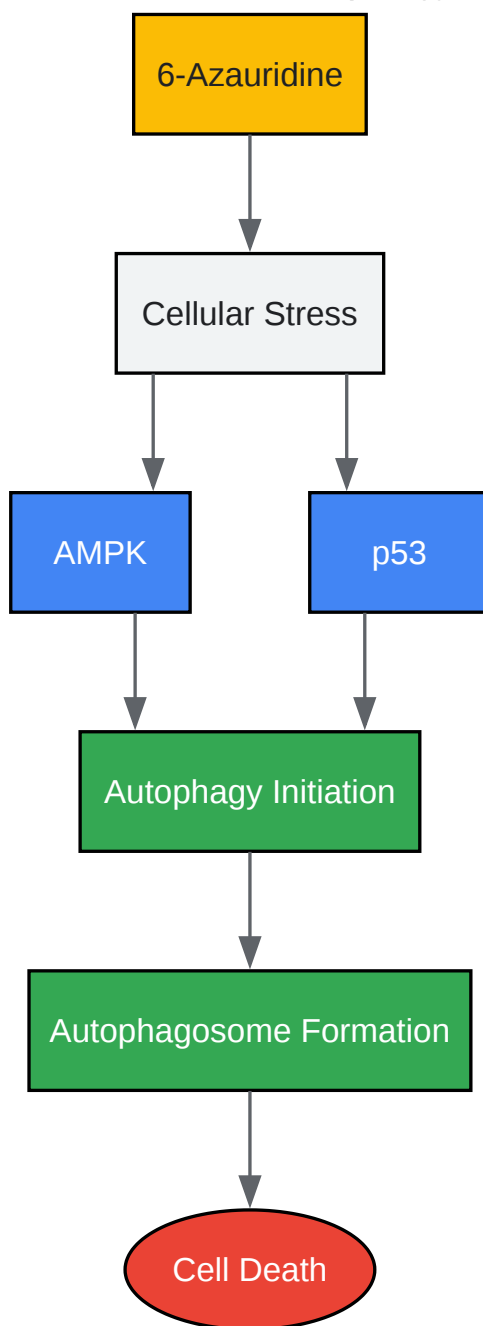 6-Azauridine
Cellular Stress
AMPK
p53
Autophagy Initiation
Autophagosome Formation
Cell Death